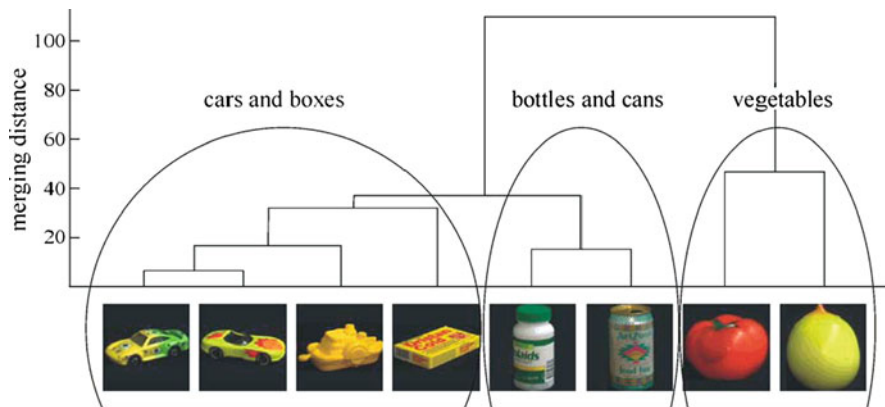 100
80
60
40
20
merging distance
cars and boxes
bottles and cans
vegetables